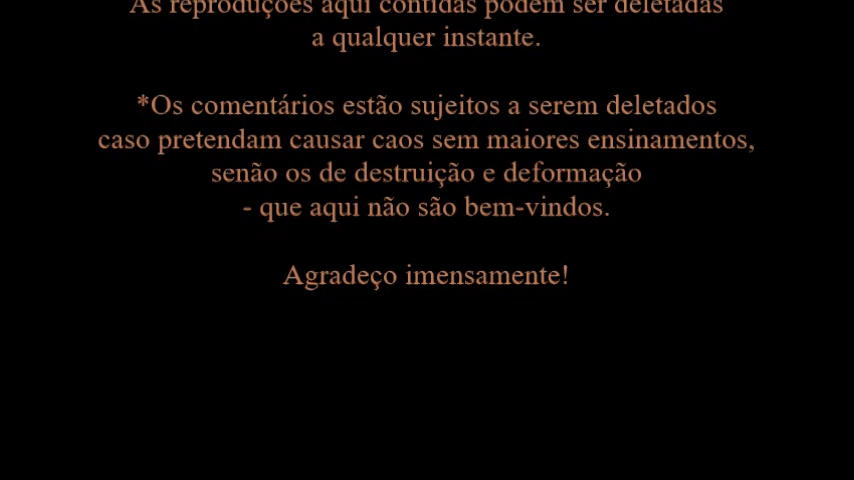 As reproduções aqui contidas podem ser deletadas
a qualquer instante.
*Os comentários estão sujeitos a serem deletados
caso pretendam causar caos sem maiores ensinamentos,
senão os de destruição e deformação
- que aqui não são bem-vindos.
Agradeço imensamente!